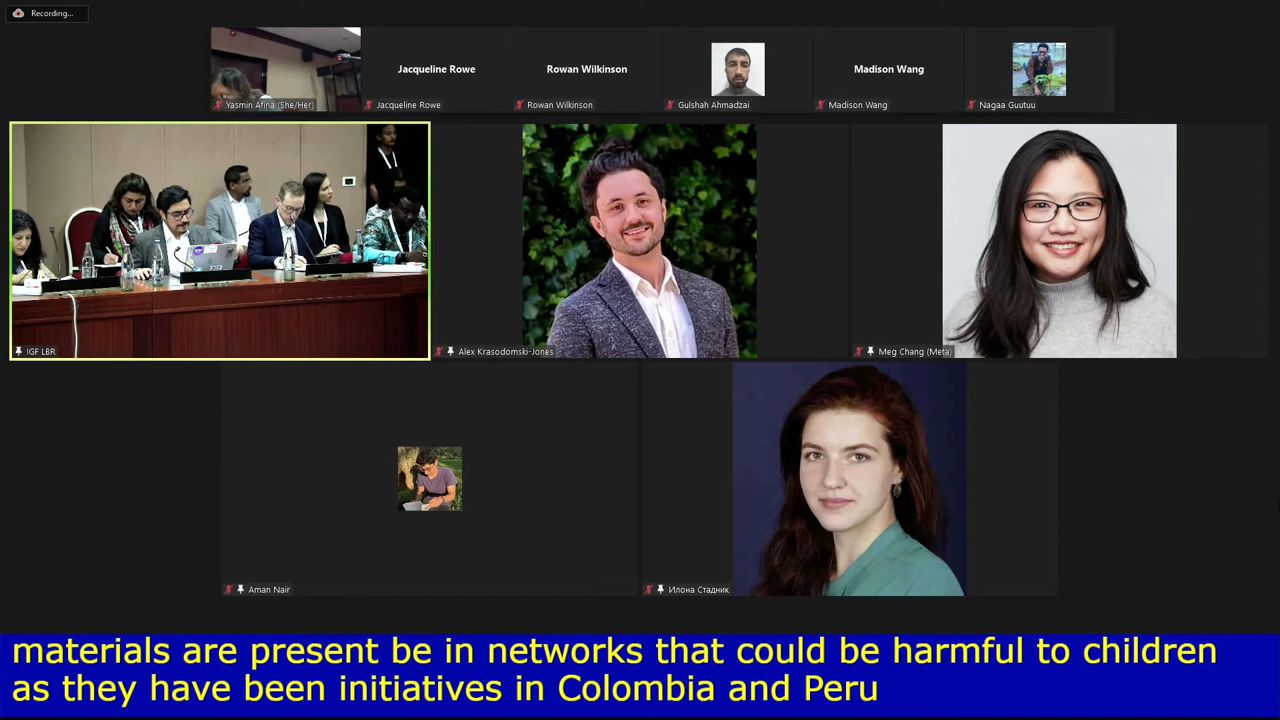 Recording...
Jacqueline Rowe
Rowan Wilkinson
Madison Wang
Yasmin Afina (She/Her)
Jacqueline Rowe
Rowan Wilkinson
Gulshah Ahmadzai
Madison Wang
Nagaa Guutuu
IGF LBR
Alex Krasodomski-Jones
Meg Chang (Meta)
Aman Nair
Илона Стадник
materials are present be in networks that could be harmful to children
as they have been initiatives in Colombia and Peru